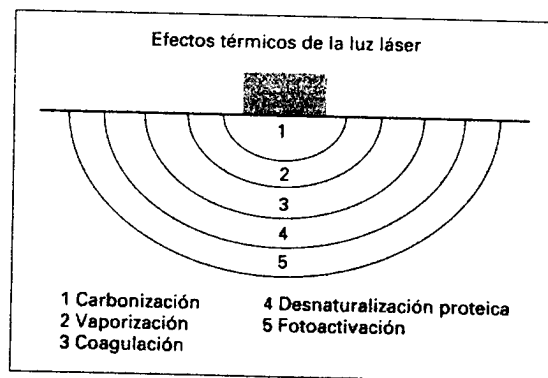 Efectos térmicos de la luz láser
1
2
3
4
5
1 Carbonización
2 Vaporización
3 Coagulación
4 Desnaturalización proteica
5 Fotoactivación